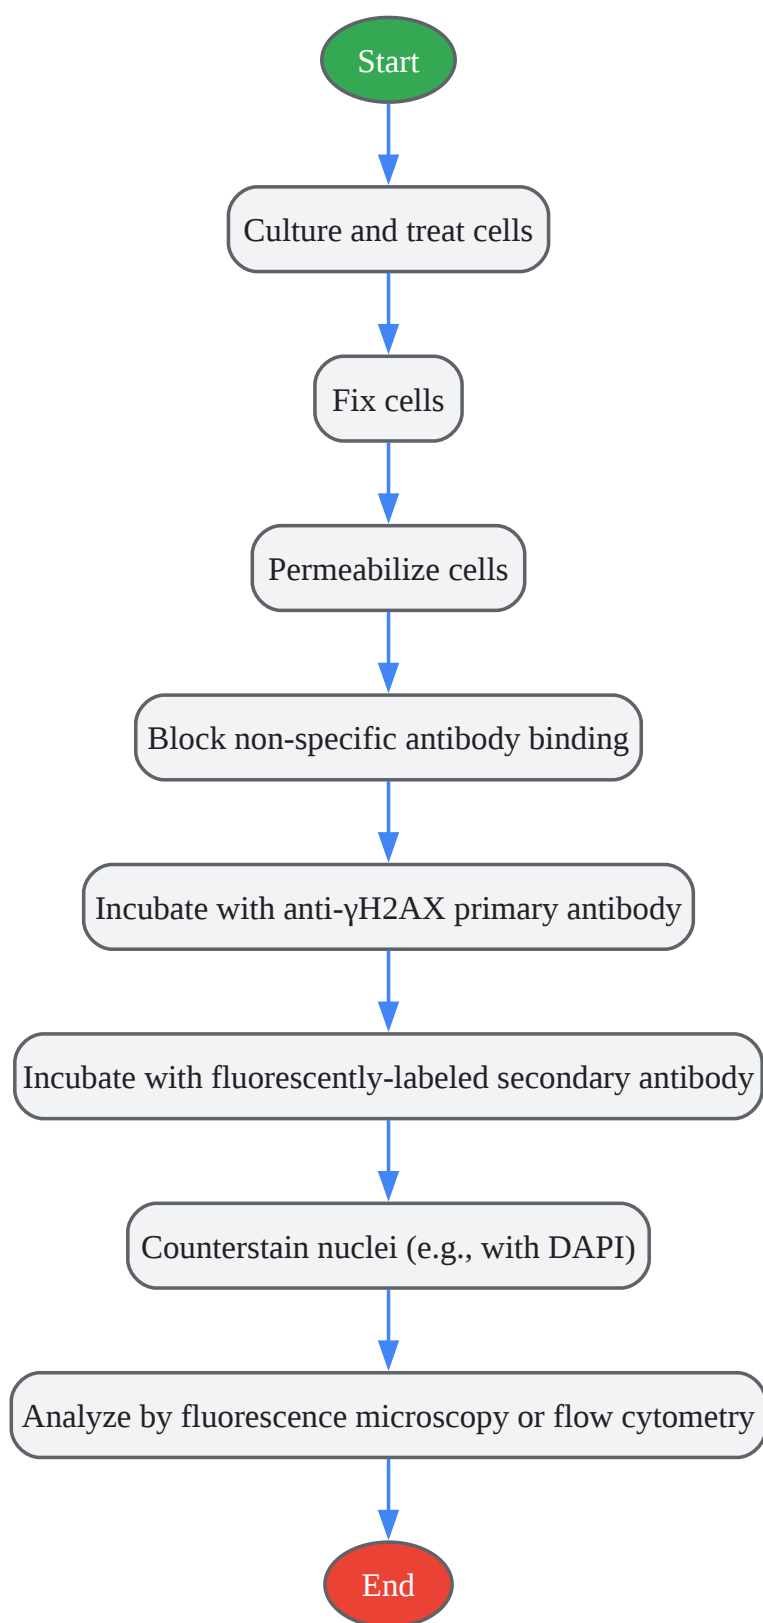 Start
Culture and treat cells
Fix cells
Permeabilize cells
Block non-specific antibody binding
Incubate with anti-γH2AX primary antibody
Incubate with fluorescently-labeled secondary antibody
Counterstain nuclei (e.g., with DAPI)
Analyze by fluorescence microscopy or flow cytometry
End